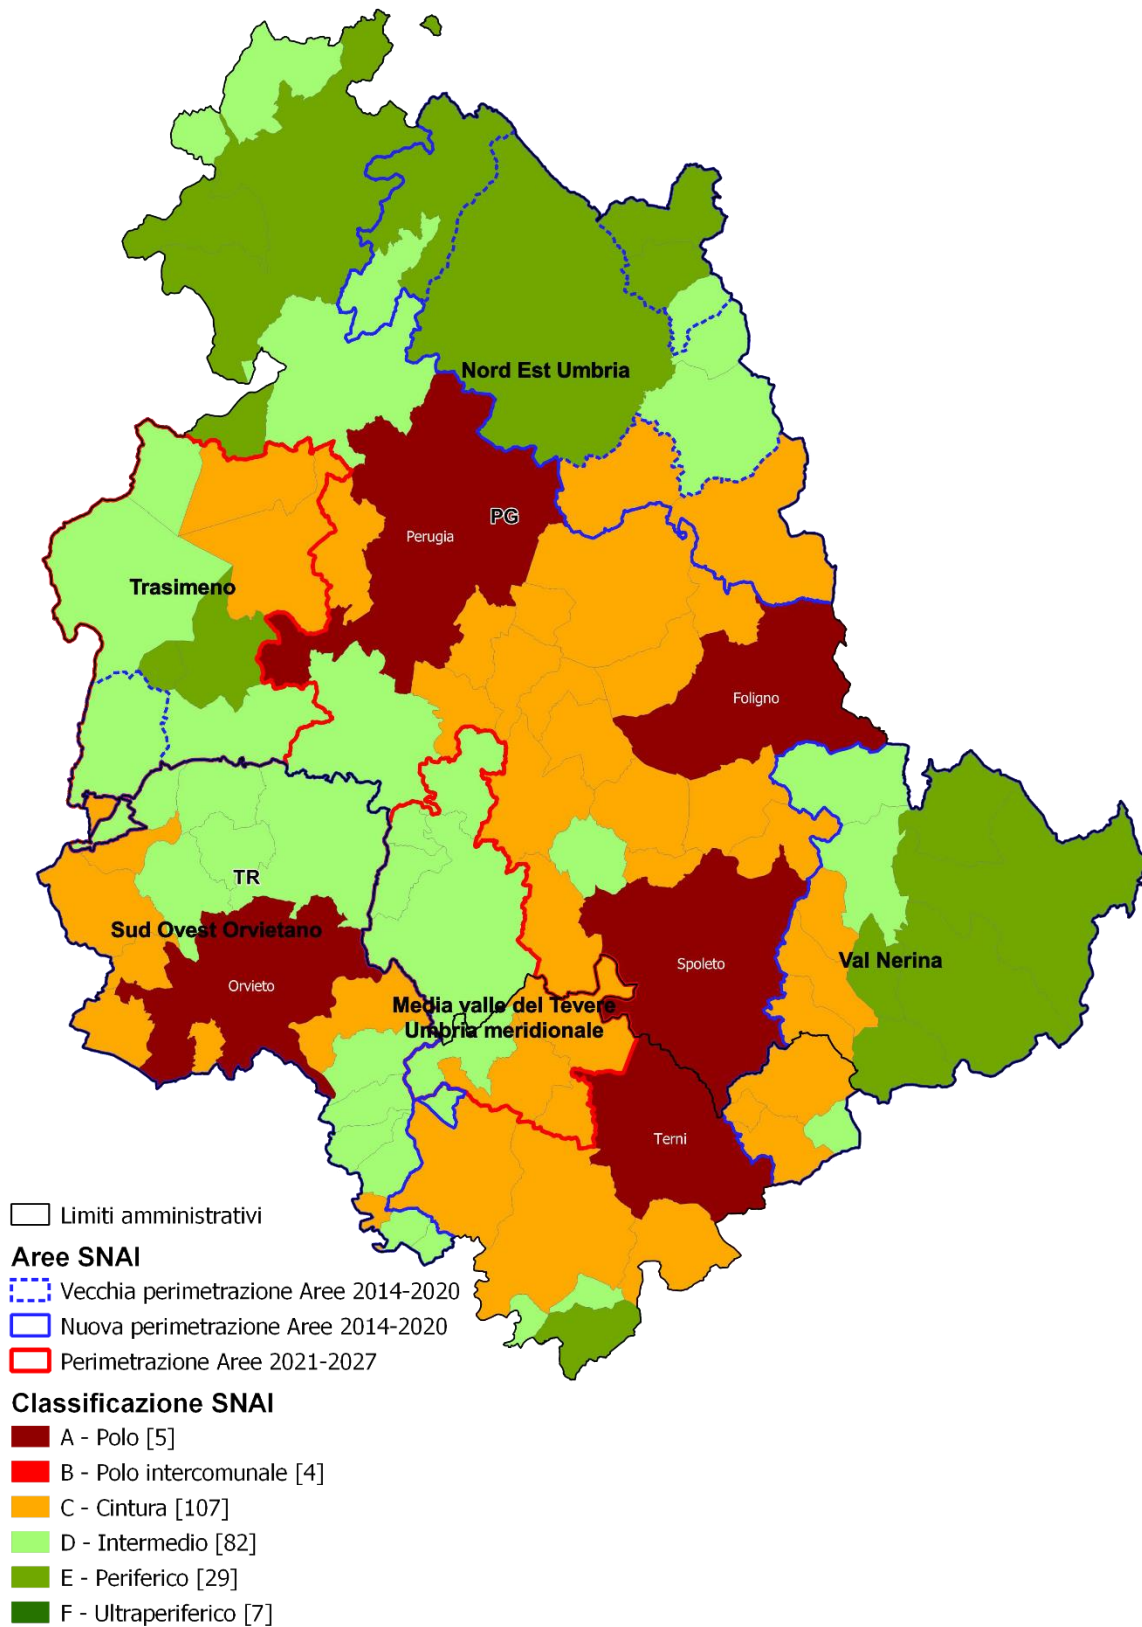 Nord Est Umbria
PG
Perugia
Trasimeno
Foligno
TR
Sud Ovest Orvietano
Orvieto
Spoleto
Val Nerina
Media valle del Tevere
Umbria meridionale
Terni
Limiti amministrativi
Aree SNAI
Vecchia perimetrazione Aree 2014-2020
Nuova perimetrazione Aree 2014-2020
Perimetrazione Aree 2021-2027
Classificazione SNAI
A - Polo [5]
B - Polo intercomunale [4]
C - Cintura [107]
D - Intermedio [82]
E - Periferico [29]
F - Ultraperiferico [7]